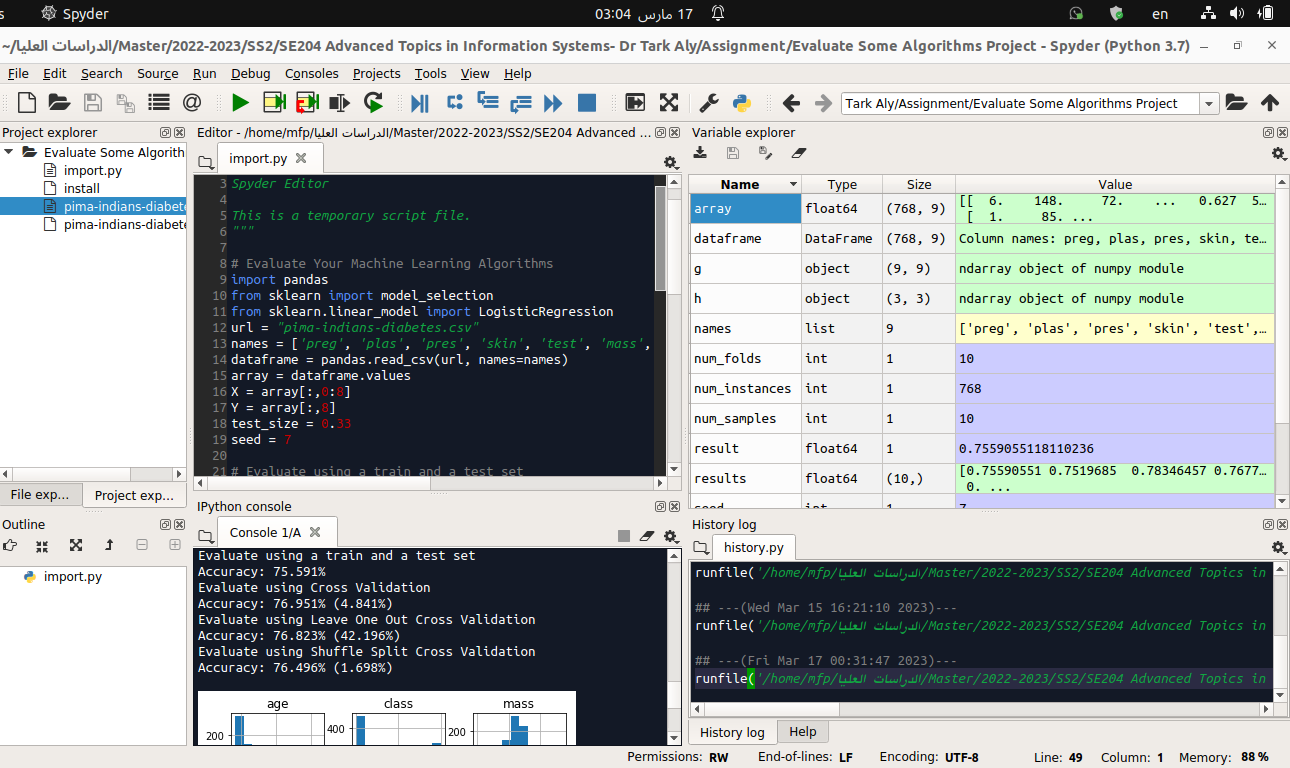 s
Spyder
17 مارس 03:04
en
~/الدراسات العليا/Master/2022-2023/SS2/SE204 Advanced Topics in Information Systems- Dr Tark Aly/Assignment/Evaluate Some Algorithms Project - Spyder (Python 3.7)
File Edit Search Source Run Debug Consoles Projects Tools View Help
Tark Aly/Assignment/Evaluate Some Algorithms Project
Project explorer
Evaluate Some Algorith
import.py
install
pima-indians-diabete
pima-indians-diabete
File exp...
Project exp...
Outline
import.py
Editor - /home/mfp/الدراسات العليا/Master/2022-2023/SS2/SE204 Advanced ...
import.py
3 Spyder Editor
4
5 This is a temporary script file.
6 """
7
8 # Evaluate Your Machine Learning Algorithms
9 import pandas
10 from sklearn import model_selection
11 from sklearn.linear_model import LogisticRegression
12 url = "pima-indians-diabetes.csv"
13 names = ['preg', 'plas', 'pres', 'skin', 'test', 'mass',
14 dataframe = pandas.read_csv(url, names=names)
15 array = dataframe.values
16 X = array[:,0:8]
17 Y = array[:,8]
18 test_size = 0.33
19 seed = 7
20
21 # Evaluate using a train and a test set
IPython console
Console 1/A
Evaluate using a train and a test set
Accuracy: 75.591%
Evaluate using Cross Validation
Accuracy: 76.951% (4.841%)
Evaluate using Leave One Out Cross Validation
Accuracy: 76.823% (42.196%)
Evaluate using Shuffle Split Cross Validation
Accuracy: 76.496% (1.698%)
age class mass
200 400 200
Variable explorer
Name Type Size Value
array float64 (768, 9) [[ 6. 148. 72. ... 0.627 5...
[ 1. 85. ...
dataframe DataFrame (768, 9) Column names: preg, plas, pres, skin, te...
g object (9, 9) ndarray object of numpy module
h object (3, 3) ndarray object of numpy module
names list 9 ['preg', 'plas', 'pres', 'skin', 'test',...
num_folds int 1 10
num_instances int 1 768
num_samples int 1 10
result float64 1 0.7559055118110236
results float64 (10,) [0.75590551 0.7519685 0.78346457 0.7677...
0. ...
seed int 1 7
History log
history.py
runfile('/home/mfp/الدراسات العليا/Master/2022-2023/SS2/SE204 Advanced Topics in
## ---(Wed Mar 15 16:21:10 2023)---
runfile('/home/mfp/الدراسات العليا/Master/2022-2023/SS2/SE204 Advanced Topics in
## ---(Fri Mar 17 00:31:47 2023)---
runfile('/home/mfp/الدراسات العليا/Master/2022-2023/SS2/SE204 Advanced Topics in
History log
Help
Permissions: RW End-of-lines: LF Encoding: UTF-8 Line: 49 Column: 1 Memory: 88 %